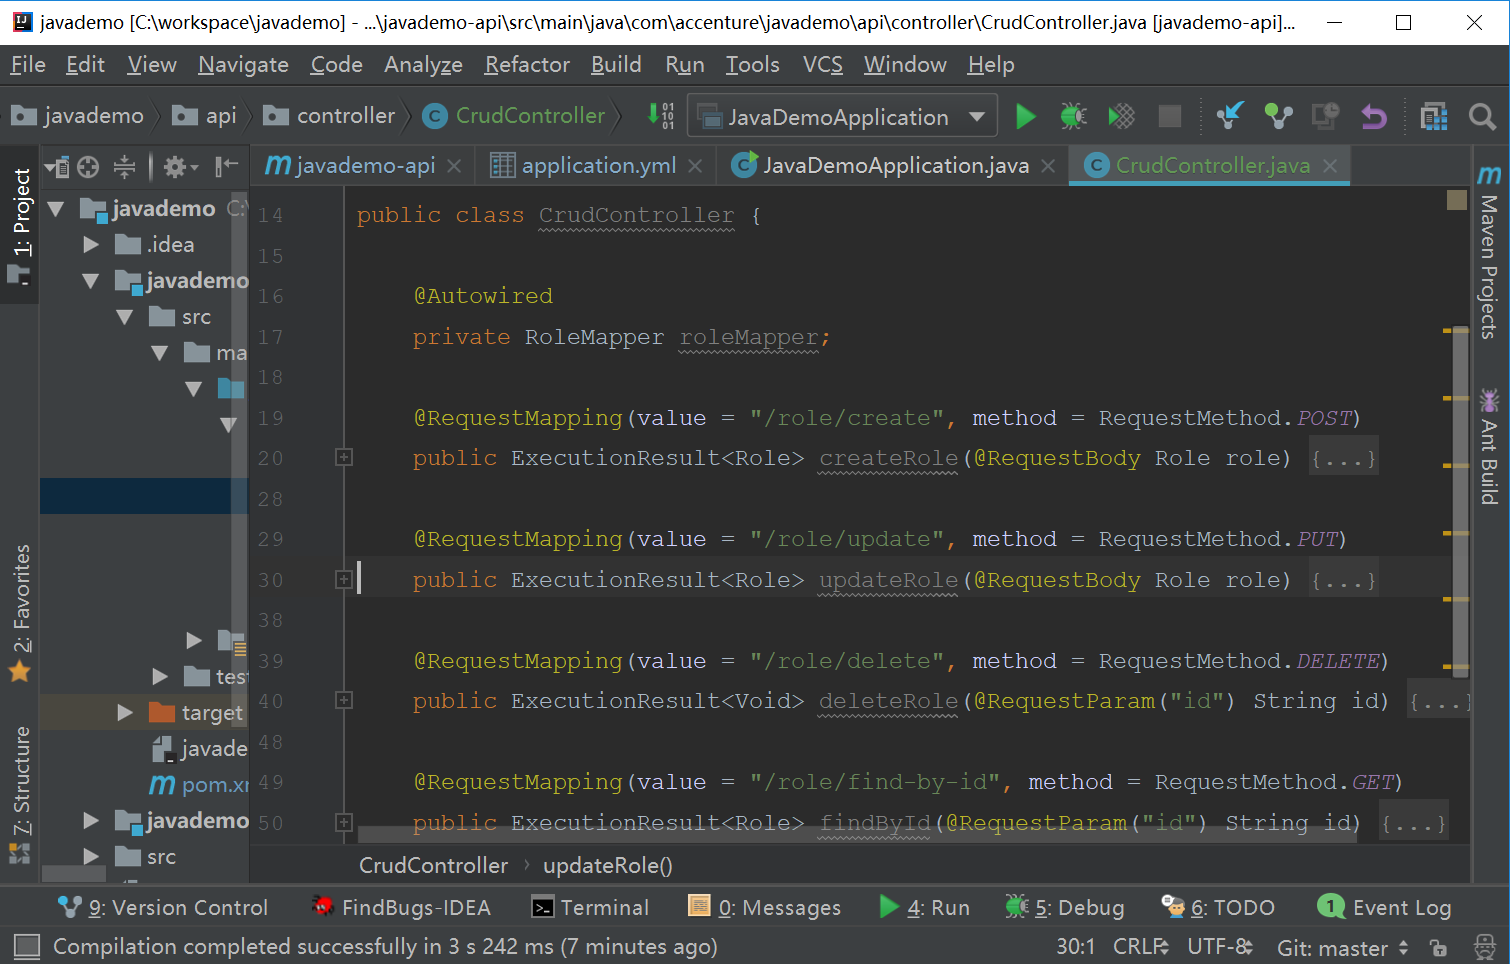 javademo [C:\workspace\javademo] - ...\javademo-api\src\main\java\com\accenture\javademo\api\controller\CrudController.java [javademo-api]...
File Edit View Navigate Code Analyze Refactor Build Run Tools VCS Window Help
javademo api controller CrudController JavaDemoApplication
javademo-api application.yml JavaDemoApplication.java CrudController.java
1: Project
2: Favorites
7: Structure
javademo C:\
.idea
javademo
src
ma
test
target
javade
pom.xm
javademo
src
14 public class CrudController {
15
16 @Autowired
17 private RoleMapper roleMapper;
18
19 @RequestMapping(value = "/role/create", method = RequestMethod.POST)
20 public ExecutionResult<Role> createRole(@RequestBody Role role) {...}
28
29 @RequestMapping(value = "/role/update", method = RequestMethod.PUT)
30 public ExecutionResult<Role> updateRole(@RequestBody Role role) {...}
38
39 @RequestMapping(value = "/role/delete", method = RequestMethod.DELETE)
40 public ExecutionResult<Void> deleteRole(@RequestParam("id") String id) {...}
48
49 @RequestMapping(value = "/role/find-by-id", method = RequestMethod.GET)
50 public ExecutionResult<Role> findById(@RequestParam("id") String id) {...}
Maven Projects
Ant Build
CrudController › updateRole()
9: Version Control FindBugs-IDEA Terminal 0: Messages 4: Run 5: Debug 6: TODO 1 Event Log
Compilation completed successfully in 3 s 242 ms (7 minutes ago) 30:1 CRLF UTF-8 Git: master